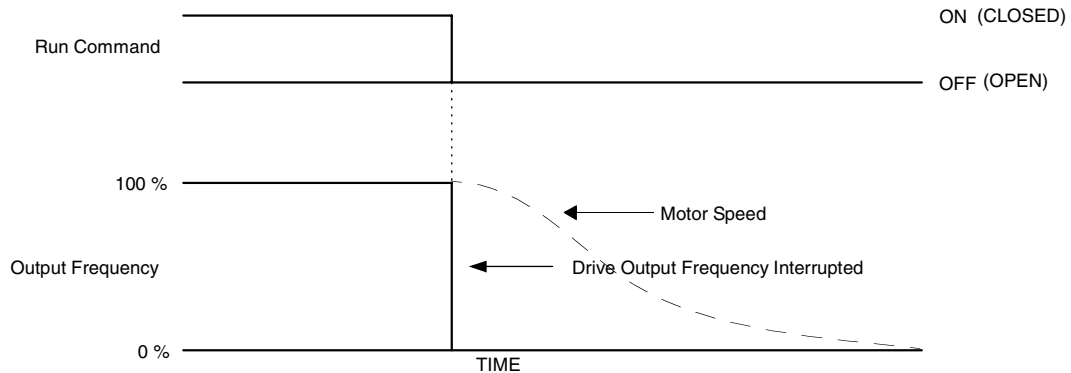 ON (CLOSED)
Run Command
OFF (OPEN)
100 %
Motor Speed
Output Frequency
Drive Output Frequency Interrupted
0 %
TIME